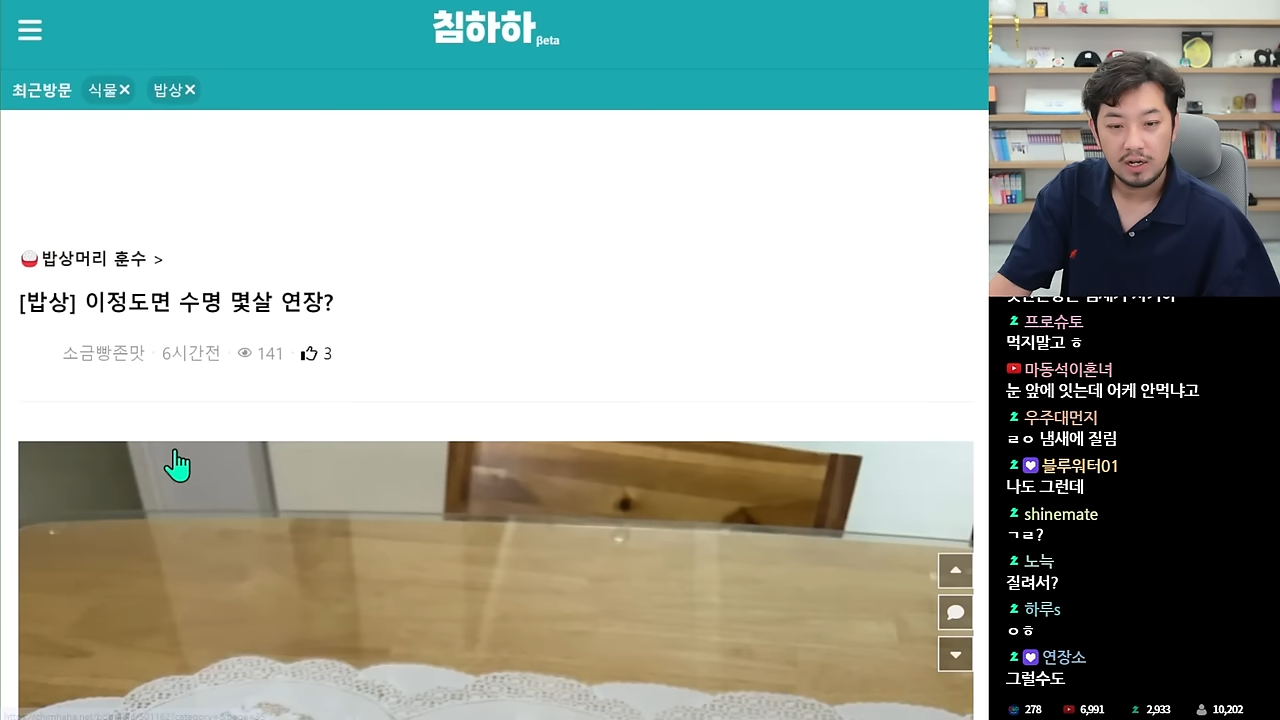 침하하 βeta
최근방문 식물✕ 밥상✕
밥상머리 훈수 >
[밥상] 이정도면 수명 몇살 연장?
소금빵존맛 · 6시간전 · 141 · 3
프로슈토
먹지말고 ㅎ
마동석이혼녀
눈 앞에 잇는데 어케 안먹냐고
우주대먼지
ㄹㅇ 냄새에 질림
블루워터01
나도 그런데
shinemate
ㄱㄹ?
노늑
질려서?
하루s
ㅇㅎ
연장소
그럴수도
278 6,991 2,933 10,202